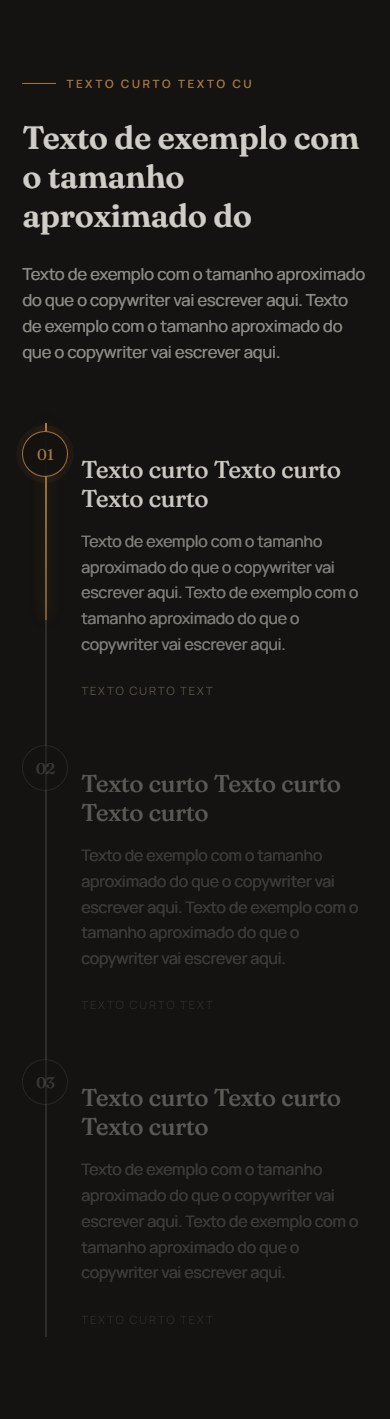 TEXTO CURTO TEXTO CU
Texto de exemplo com
o tamanho
aproximado do
Texto de exemplo com o tamanho aproximado
do que o copywriter vai escrever aqui. Texto
de exemplo com o tamanho aproximado do
que o copywriter vai escrever aqui.
01
Texto curto Texto curto
Texto curto
Texto de exemplo com o tamanho
aproximado do que o copywriter vai
escrever aqui. Texto de exemplo com o
tamanho aproximado do que o
copywriter vai escrever aqui.
TEXTO CURTO TEXT
02
Texto curto Texto curto
Texto curto
Texto de exemplo com o tamanho
aproximado do que o copywriter vai
escrever aqui. Texto de exemplo com o
tamanho aproximado do que o
copywriter vai escrever aqui.
TEXTO CURTO TEXT
03
Texto curto Texto curto
Texto curto
Texto de exemplo com o tamanho
aproximado do que o copywriter vai
escrever aqui. Texto de exemplo com o
tamanho aproximado do que o
copywriter vai escrever aqui.
TEXTO CURTO TEXT